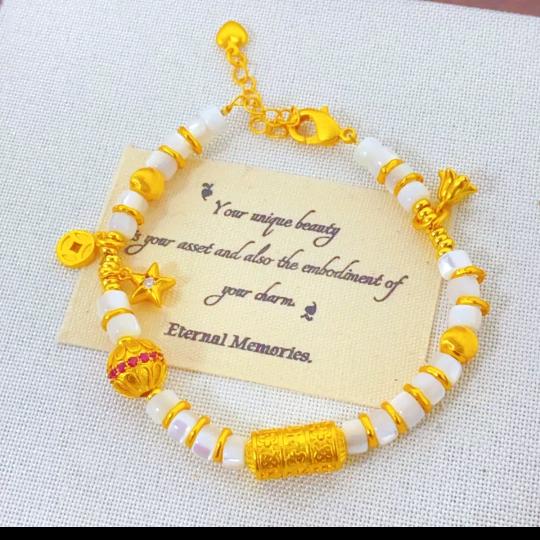 "Your unique beauty
is your asset and also the embodiment of
your charm."
Eternal Memories.